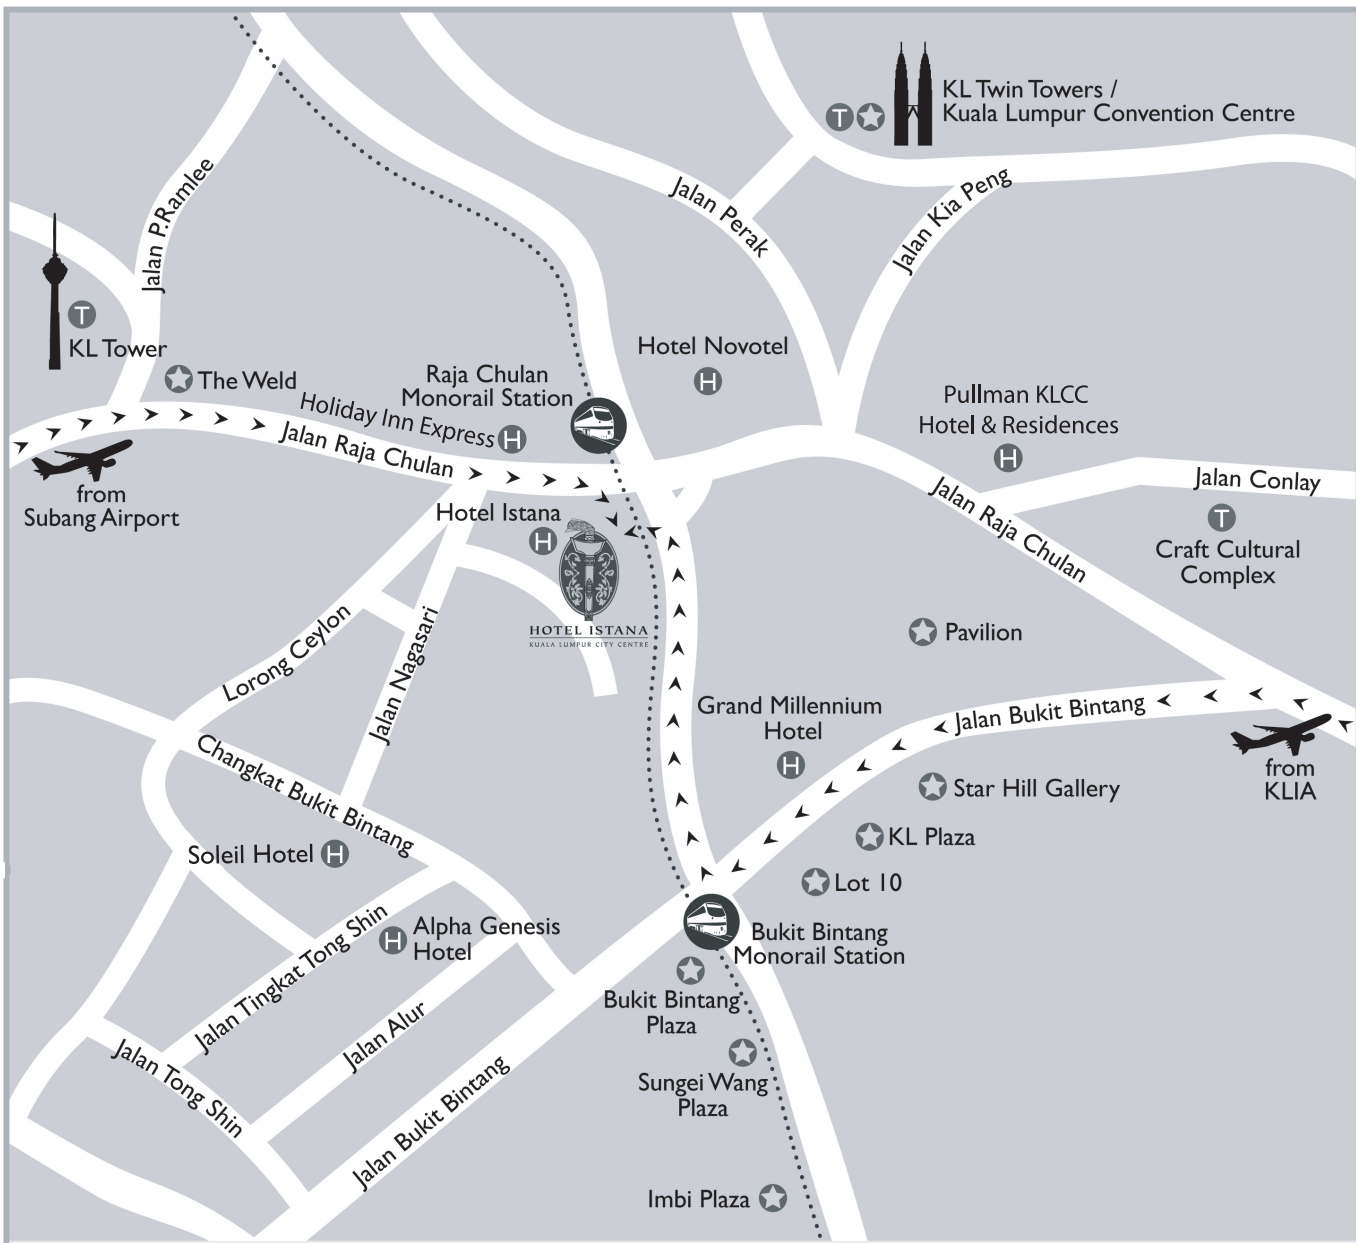 KL Twin Towers /
Kuala Lumpur Convention Centre
T
Jalan P.Ramlee
Jalan Perak
Jalan Kia Peng
T
KL Tower
The Weld
Hotel Novotel
H
Raja Chulan
Monorail Station
Holiday Inn Express
H
Jalan Raja Chulan
Pullman KLCC
Hotel & Residences
H
from
Subang Airport
Jalan Raja Chulan
Jalan Conlay
T
Craft Cultural
Complex
Hotel Istana
H
HOTEL ISTANA
KUALA LUMPUR CITY CENTRE
Pavilion
Lorong Ceylon
Jalan Nagasari
Grand Millennium
Hotel
H
Jalan Bukit Bintang
from
KLIA
Changkat Bukit Bintang
Star Hill Gallery
KL Plaza
Soleil Hotel
H
Lot 10
H
Alpha Genesis
Hotel
Bukit Bintang
Monorail Station
Jalan Tingkat Tong Shin
Bukit Bintang
Plaza
Jalan Alur
Jalan Tong Shin
Jalan Bukit Bintang
Sungei Wang
Plaza
Imbi Plaza